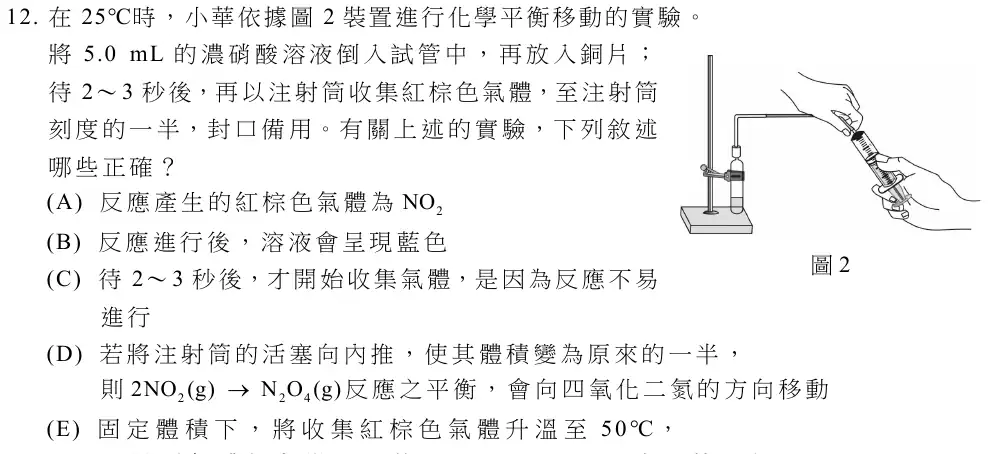 12. 在 25℃時，小華依據圖 2 裝置進行化學平衡移動的實驗。
將 5.0 mL 的濃硝酸溶液倒入試管中，再放入銅片；
待 2～3 秒後，再以注射筒收集紅棕色氣體，至注射筒
刻度的一半，封口備用。有關上述的實驗，下列敘述
哪些正確？
(A) 反應產生的紅棕色氣體為 NO₂
(B) 反應進行後，溶液會呈現藍色
(C) 待 2～3 秒後，才開始收集氣體，是因為反應不易
進行
(D) 若將注射筒的活塞向內推，使其體積變為原來的一半，
則 2NO₂(g) → N₂O₄(g)反應之平衡，會向四氧化二氮的方向移動
(E) 固定體積下，將收集紅棕色氣體升溫至 50℃，
圖 2